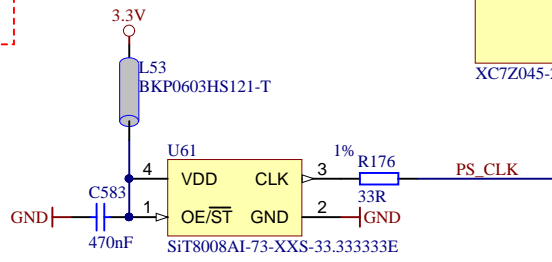 3.3V
L53
BKP0603HS121-T
XC7Z045-
U61
4 VDD CLK 3
1% R176
33R
PS_CLK
C583
470nF
GND
1 OE/ST GND 2
GND
SiT8008AI-73-XXS-33.333333E